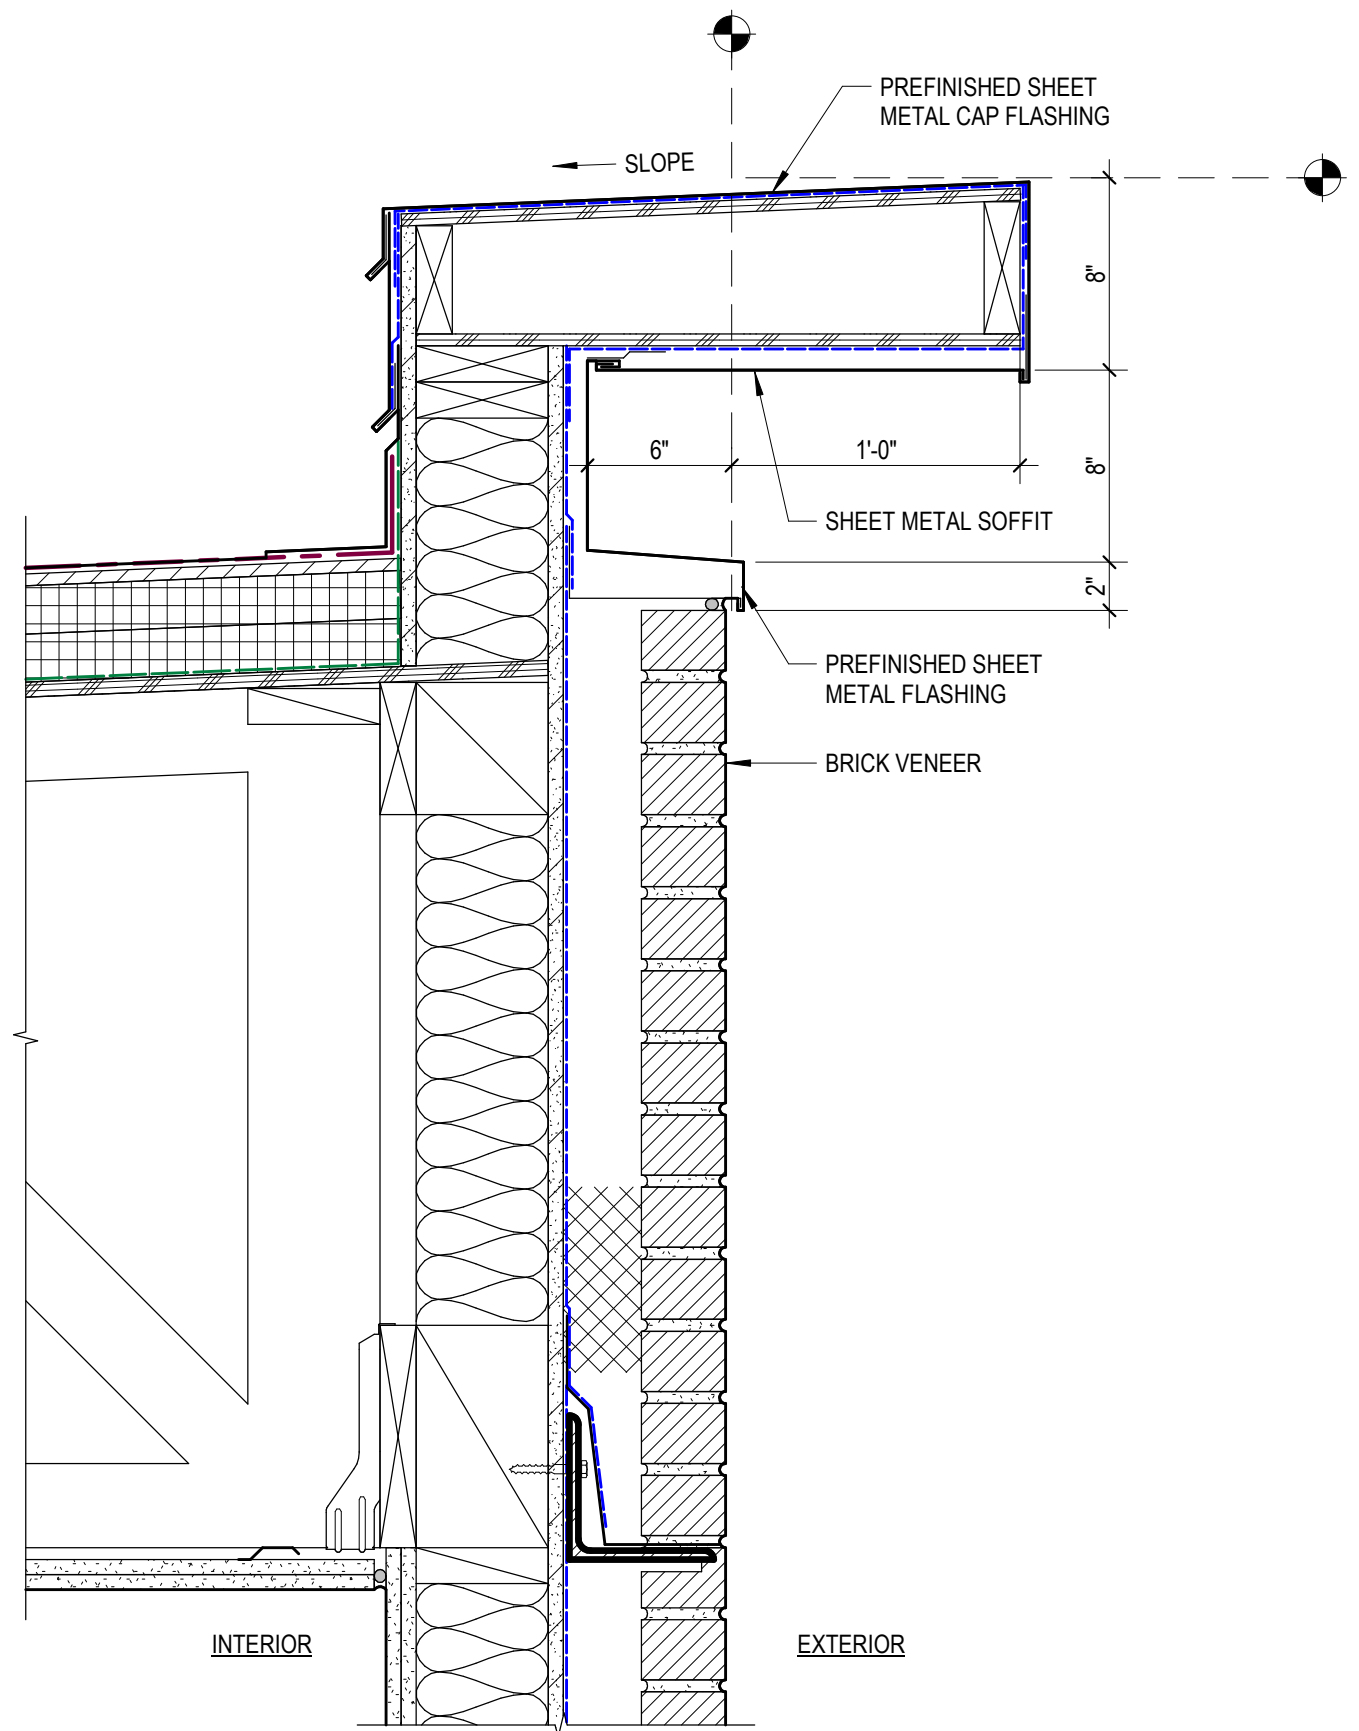 PREFINISHED SHEET
METAL CAP FLASHING
SLOPE
8"
6"
1'-0"
8"
SHEET METAL SOFFIT
2"
PREFINISHED SHEET
METAL FLASHING
BRICK VENEER
INTERIOR
EXTERIOR